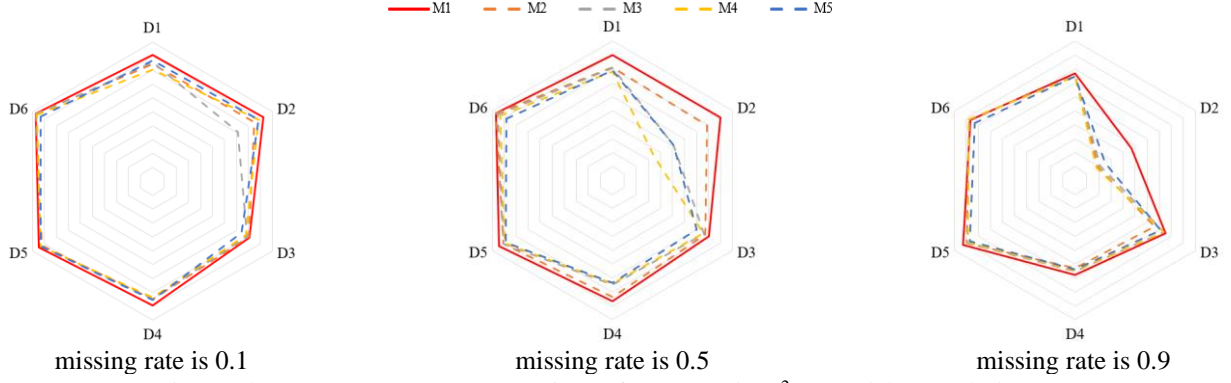 M1 M2 M3 M4 M5
D1
D2
D3
D4
D5
D6
missing rate is 0.1
D1
D2
D3
D4
D5
D6
missing rate is 0.5
D1
D2
D3
D4
D5
D6
missing rate is 0.9